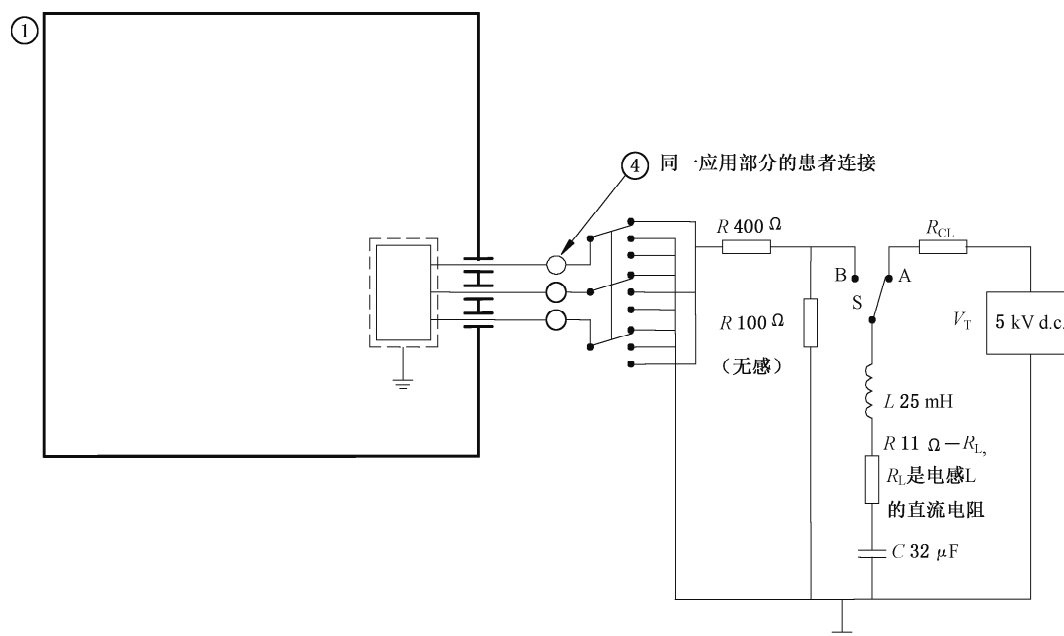 1
4 同一应用部分的患者连接
R 400 Ω
R_CL
B
A
S
R 100 Ω
（无感）
V_T
5 kV d.c.
L 25 mH
R 11 Ω－R_L,
R_L是电感L
的直流电阻
C 32 μF